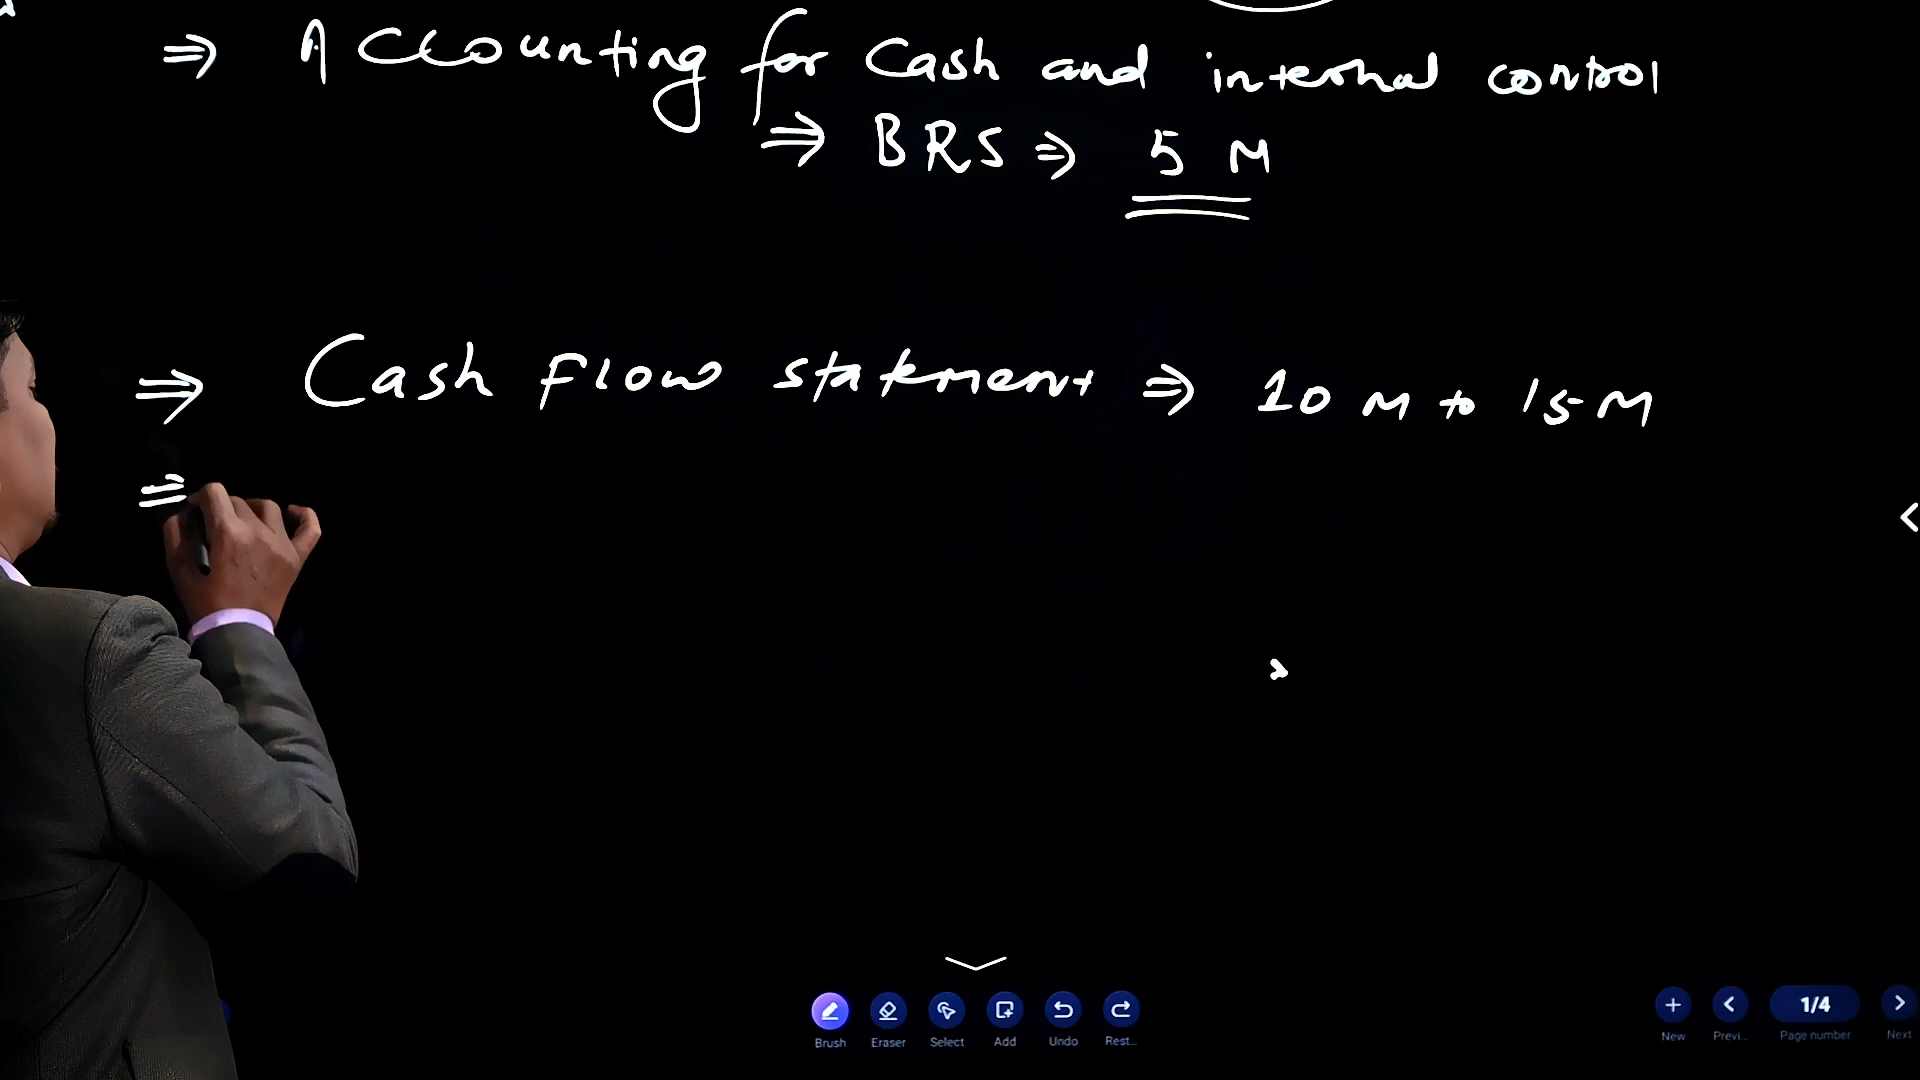 ⇒ Accounting for Cash and internal control
⇒ BRS ⇒ 5 M
⇒ Cash Flow statement ⇒ 10 M to 15 M
⇒
Brush Eraser Select Add Undo Rest...
New Previ... 1/4 Page number Next